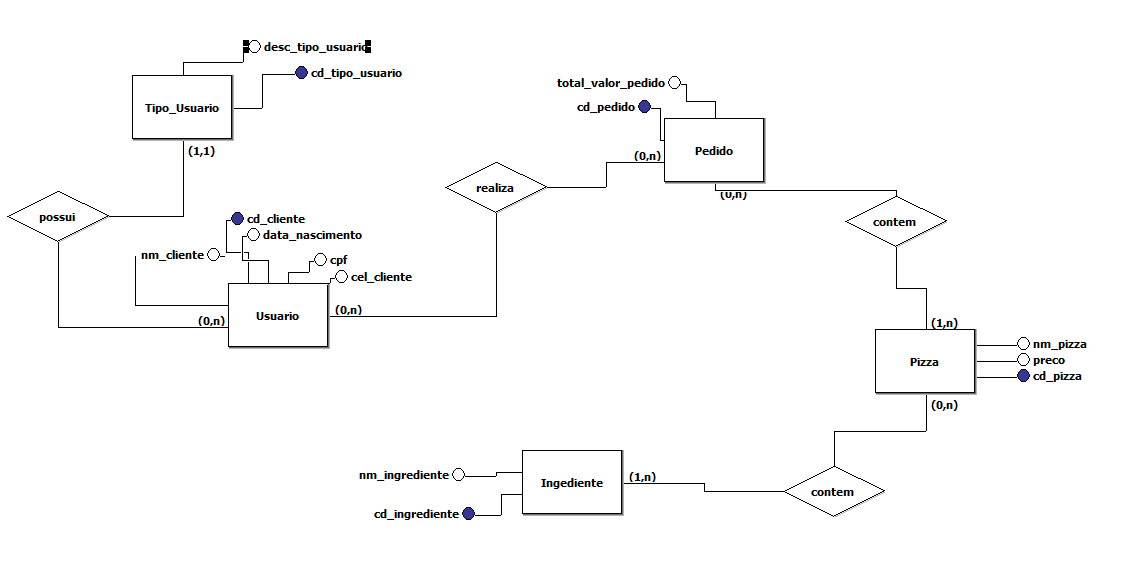 desc_tipo_usuario
cd_tipo_usuario
Tipo_Usuario
(1,1)
possui
cd_cliente
data_nascimento
nm_cliente
cpf
cel_cliente
(0,n)
Usuario
(0,n)
realiza
total_valor_pedido
cd_pedido
Pedido
(0,n)
(0,n)
contem
(1,n)
Pizza
nm_pizza
preco
cd_pizza
(0,n)
contem
(1,n)
Ingediente
nm_ingrediente
cd_ingrediente